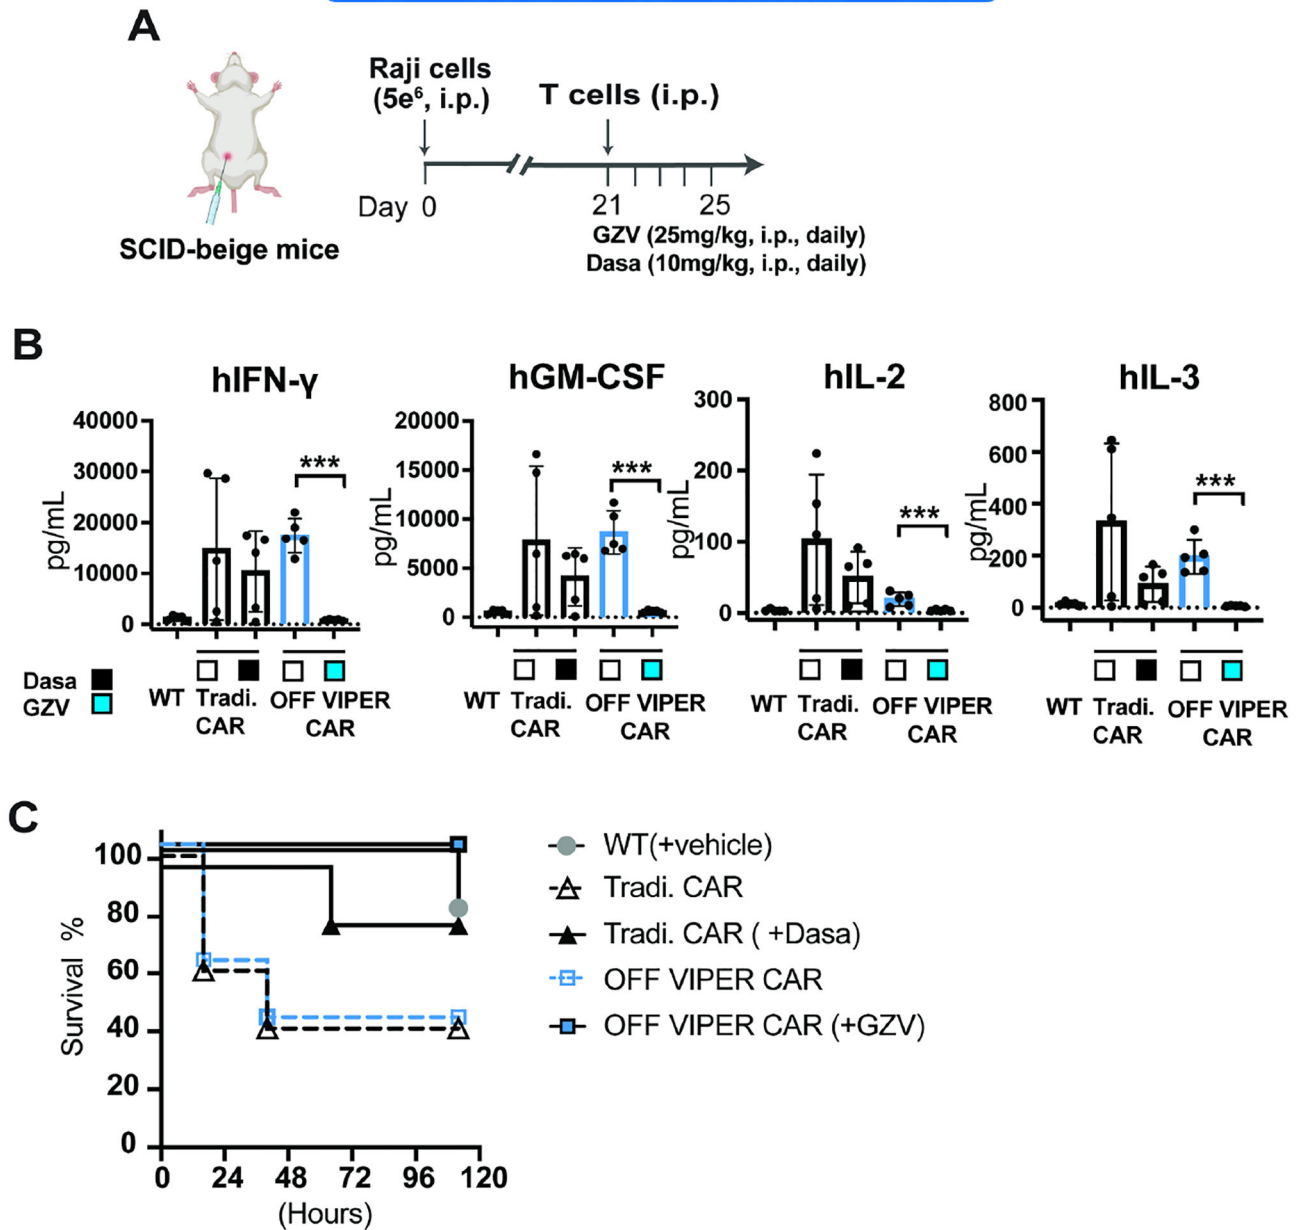 A
Raji cells
(5e⁶, i.p.)
T cells (i.p.)
Day 0
21
25
GZV (25mg/kg, i.p., daily)
Dasa (10mg/kg, i.p., daily)
SCID-beige mice
B
hIFN-γ
pg/mL
40000
30000
20000
10000
0
***
Dasa
GZV
WT Tradi. CAR
OFF VIPER CAR
hGM-CSF
pg/mL
20000
15000
10000
5000
0
***
WT Tradi. CAR
OFF VIPER CAR
hIL-2
pg/mL
300
200
100
0
***
WT Tradi. CAR
OFF VIPER CAR
hIL-3
pg/mL
800
600
400
200
0
***
WT Tradi. CAR
OFF VIPER CAR
C
Survival %
100
80
60
40
20
0
0 24 48 72 96 120
(Hours)
WT(+vehicle)
Tradi. CAR
Tradi. CAR ( +Dasa)
OFF VIPER CAR
OFF VIPER CAR (+GZV)